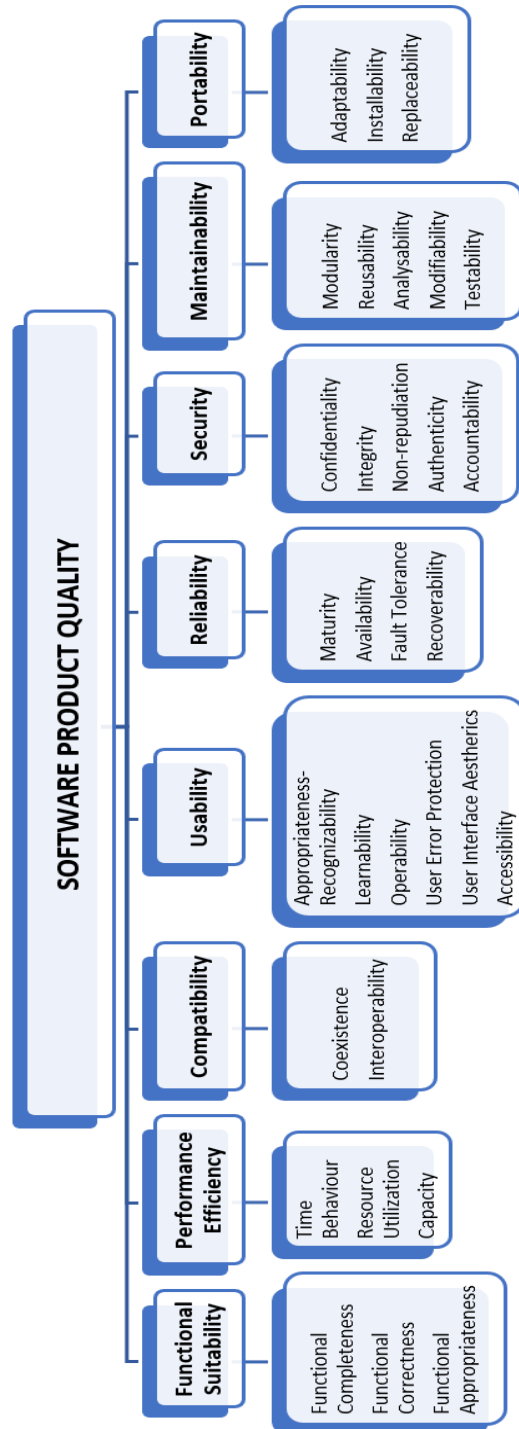 SOFTWARE PRODUCT QUALITY
Functional
Suitability
Performance
Efficiency
Compatibility
Usability
Reliability
Security
Maintainability
Portability
Functional
Completeness
Functional
Correctness
Functional
Appropriateness
Time
Behaviour
Resource
Utilization
Capacity
Coexistence
Interoperability
Appropriateness-
Recognizability
Learnability
Operability
User Error Protection
User Interface Aestherics
Accessibility
Maturity
Availability
Fault Tolerance
Recoverability
Confidentiality
Integrity
Non-repudiation
Authenticity
Accountability
Modularity
Reusability
Analysability
Modifiability
Testability
Adaptability
Installability
Replaceability